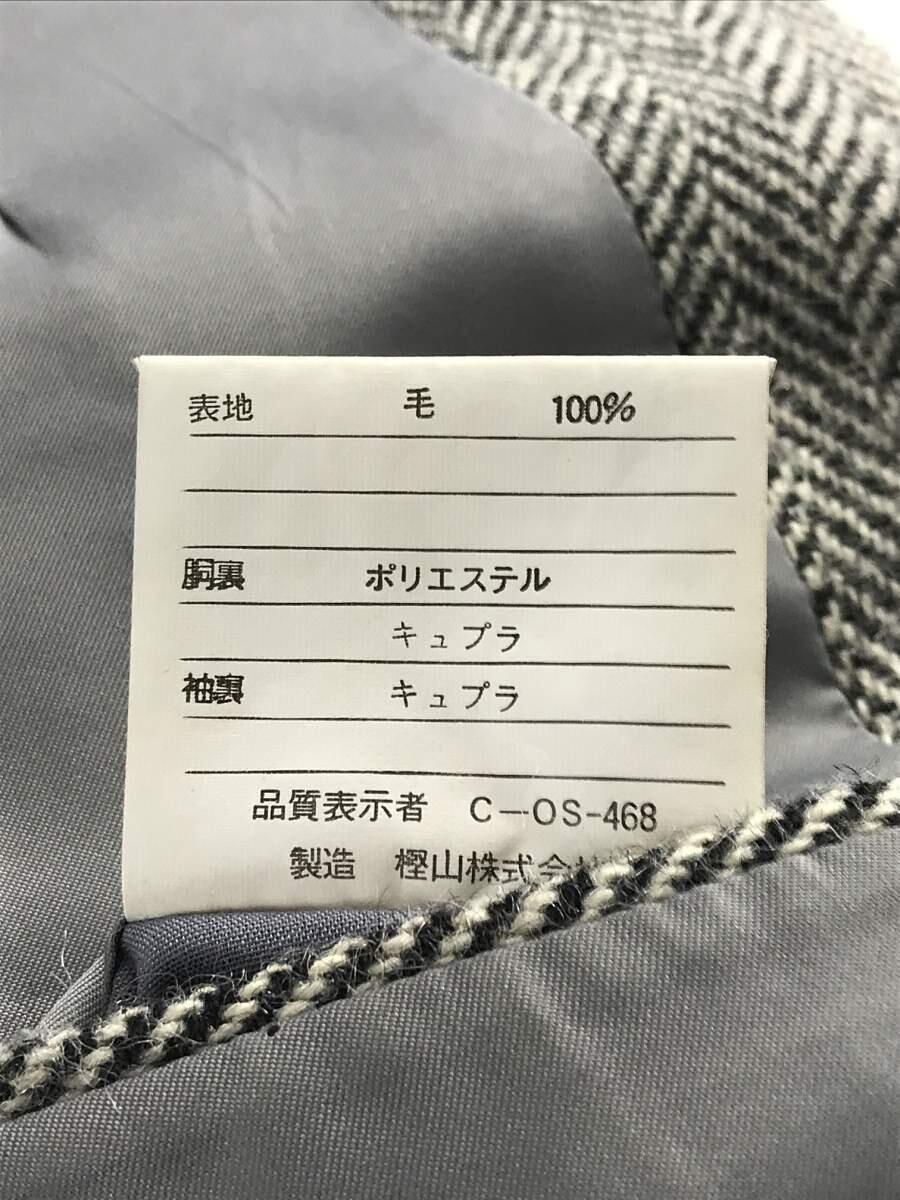 表地 毛 100%
胴裏 ポリエステル
キュプラ
袖裏 キュプラ
品質表示者 C-OS-468
製造 樫山株式会